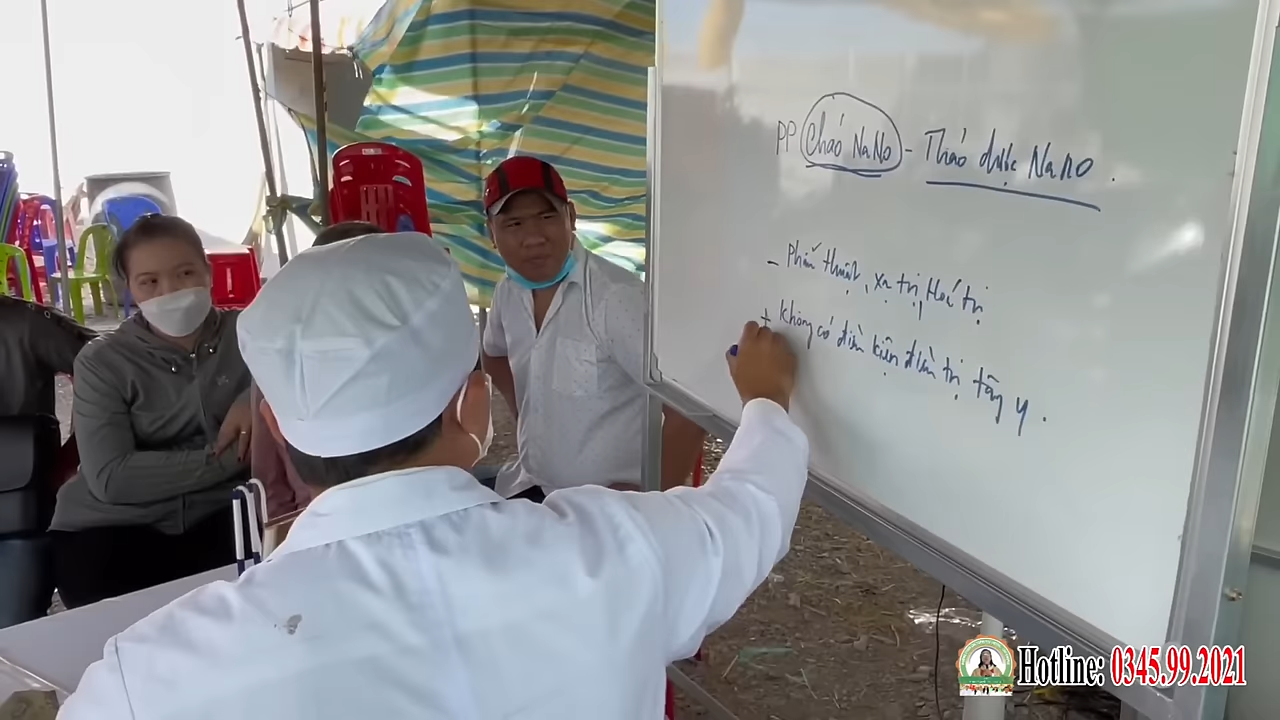 PP Cháo NaNo - Thảo dược NaNo.
- Phẫu thuật, xạ trị, Hoá trị
+ Không có điều kiện điều trị tây y.
Hotline: 0345.99.2021